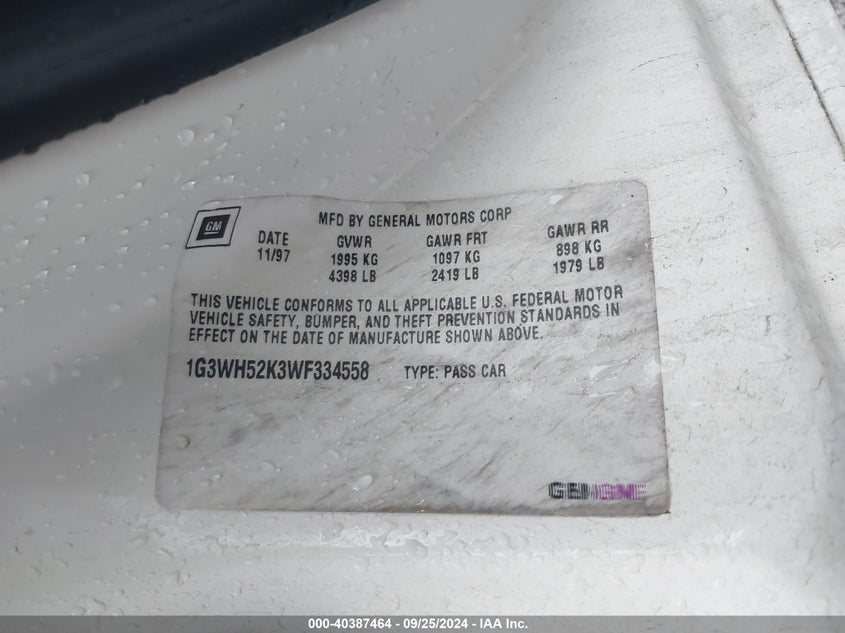 GM
MFD BY GENERAL MOTORS CORP
DATE GVWR GAWR FRT GAWR RR
11/97 1995 KG 1097 KG 898 KG
4398 LB 2419 LB 1979 LB
THIS VEHICLE CONFORMS TO ALL APPLICABLE U.S. FEDERAL MOTOR
VEHICLE SAFETY, BUMPER, AND THEFT PREVENTION STANDARDS IN
EFFECT ON THE DATE OF MANUFACTURE SHOWN ABOVE.
1G3WH52K3WF334558 TYPE: PASS CAR
000-40387464 - 09/25/2024 - IAA Inc.